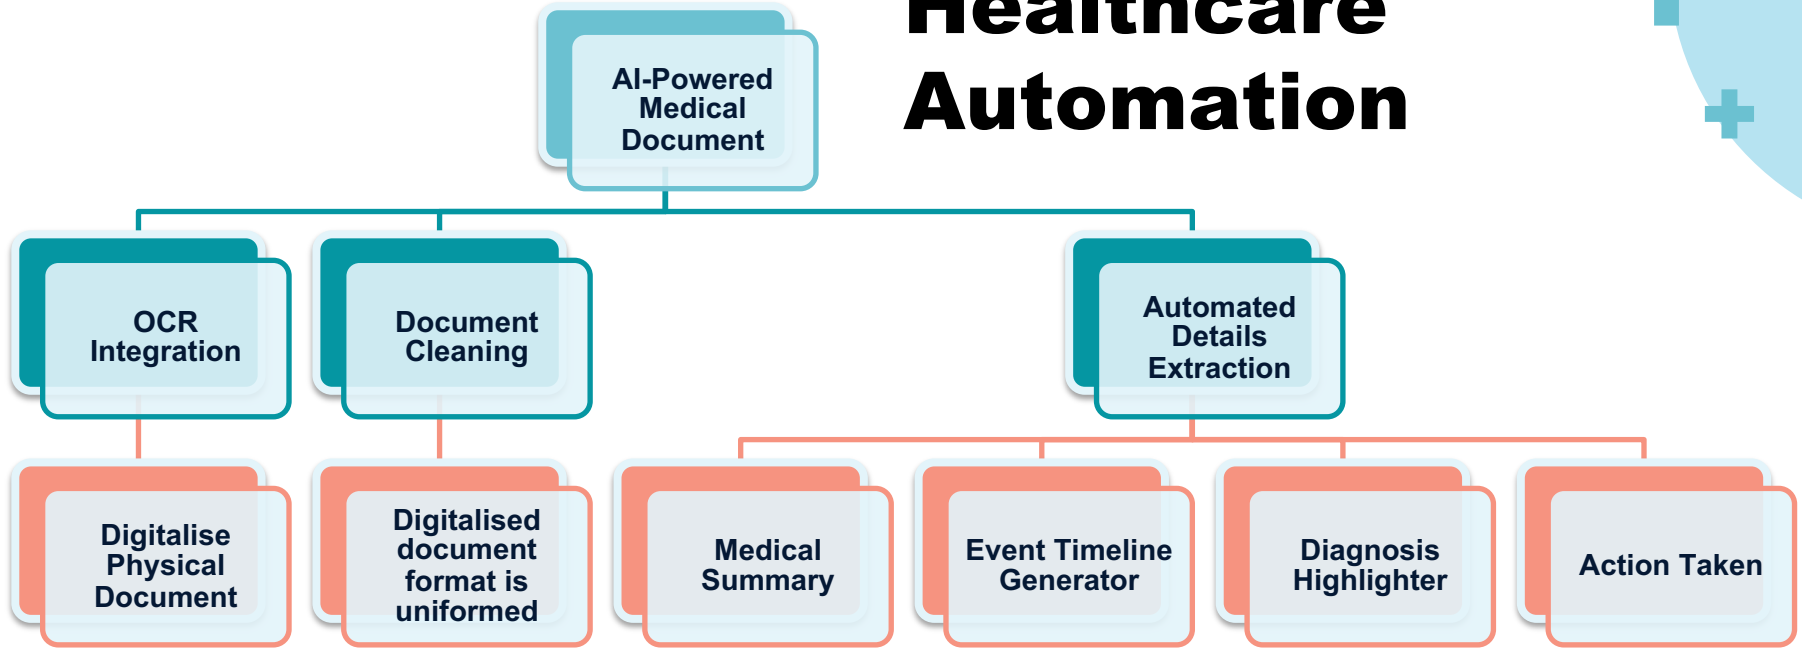 Healthcare
Automation
AI-Powered
Medical
Document
OCR
Integration
Document
Cleaning
Automated
Details
Extraction
Digitalise
Physical
Document
Digitalised
document
format is
uniformed
Medical
Summary
Event Timeline
Generator
Diagnosis
Highlighter
Action Taken